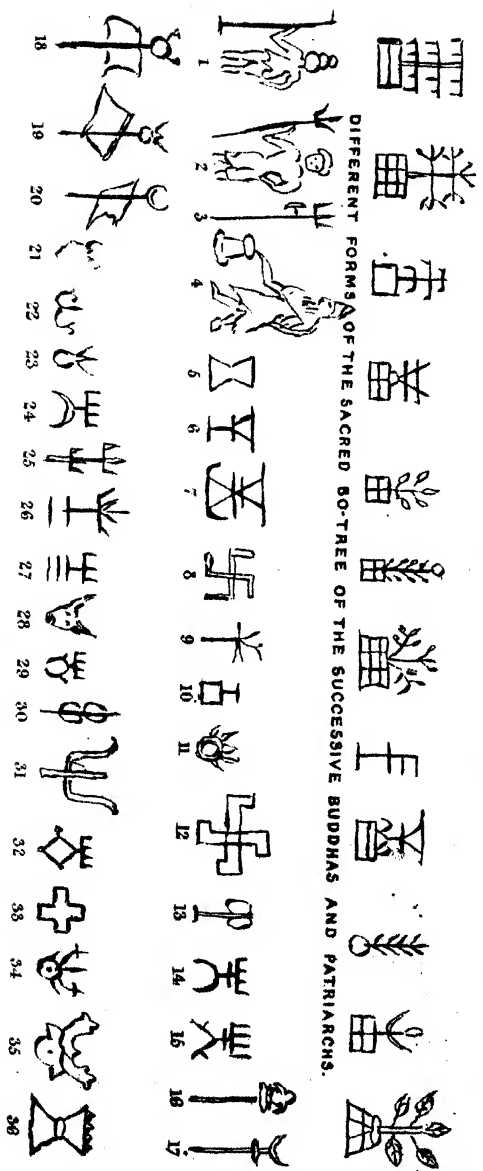 DIFFERENT FORMS OF THE SACRED BO-TREE OF THE SUCCESSIVE BUDDHAS AND PATRIARCHS.
1 2 3 4 5 6 7 8 9 10 11 12 13 14 15 16 17
18 19 20 21 22 23 24 25 26 27 28 29 30 31 32 33 34 35 36